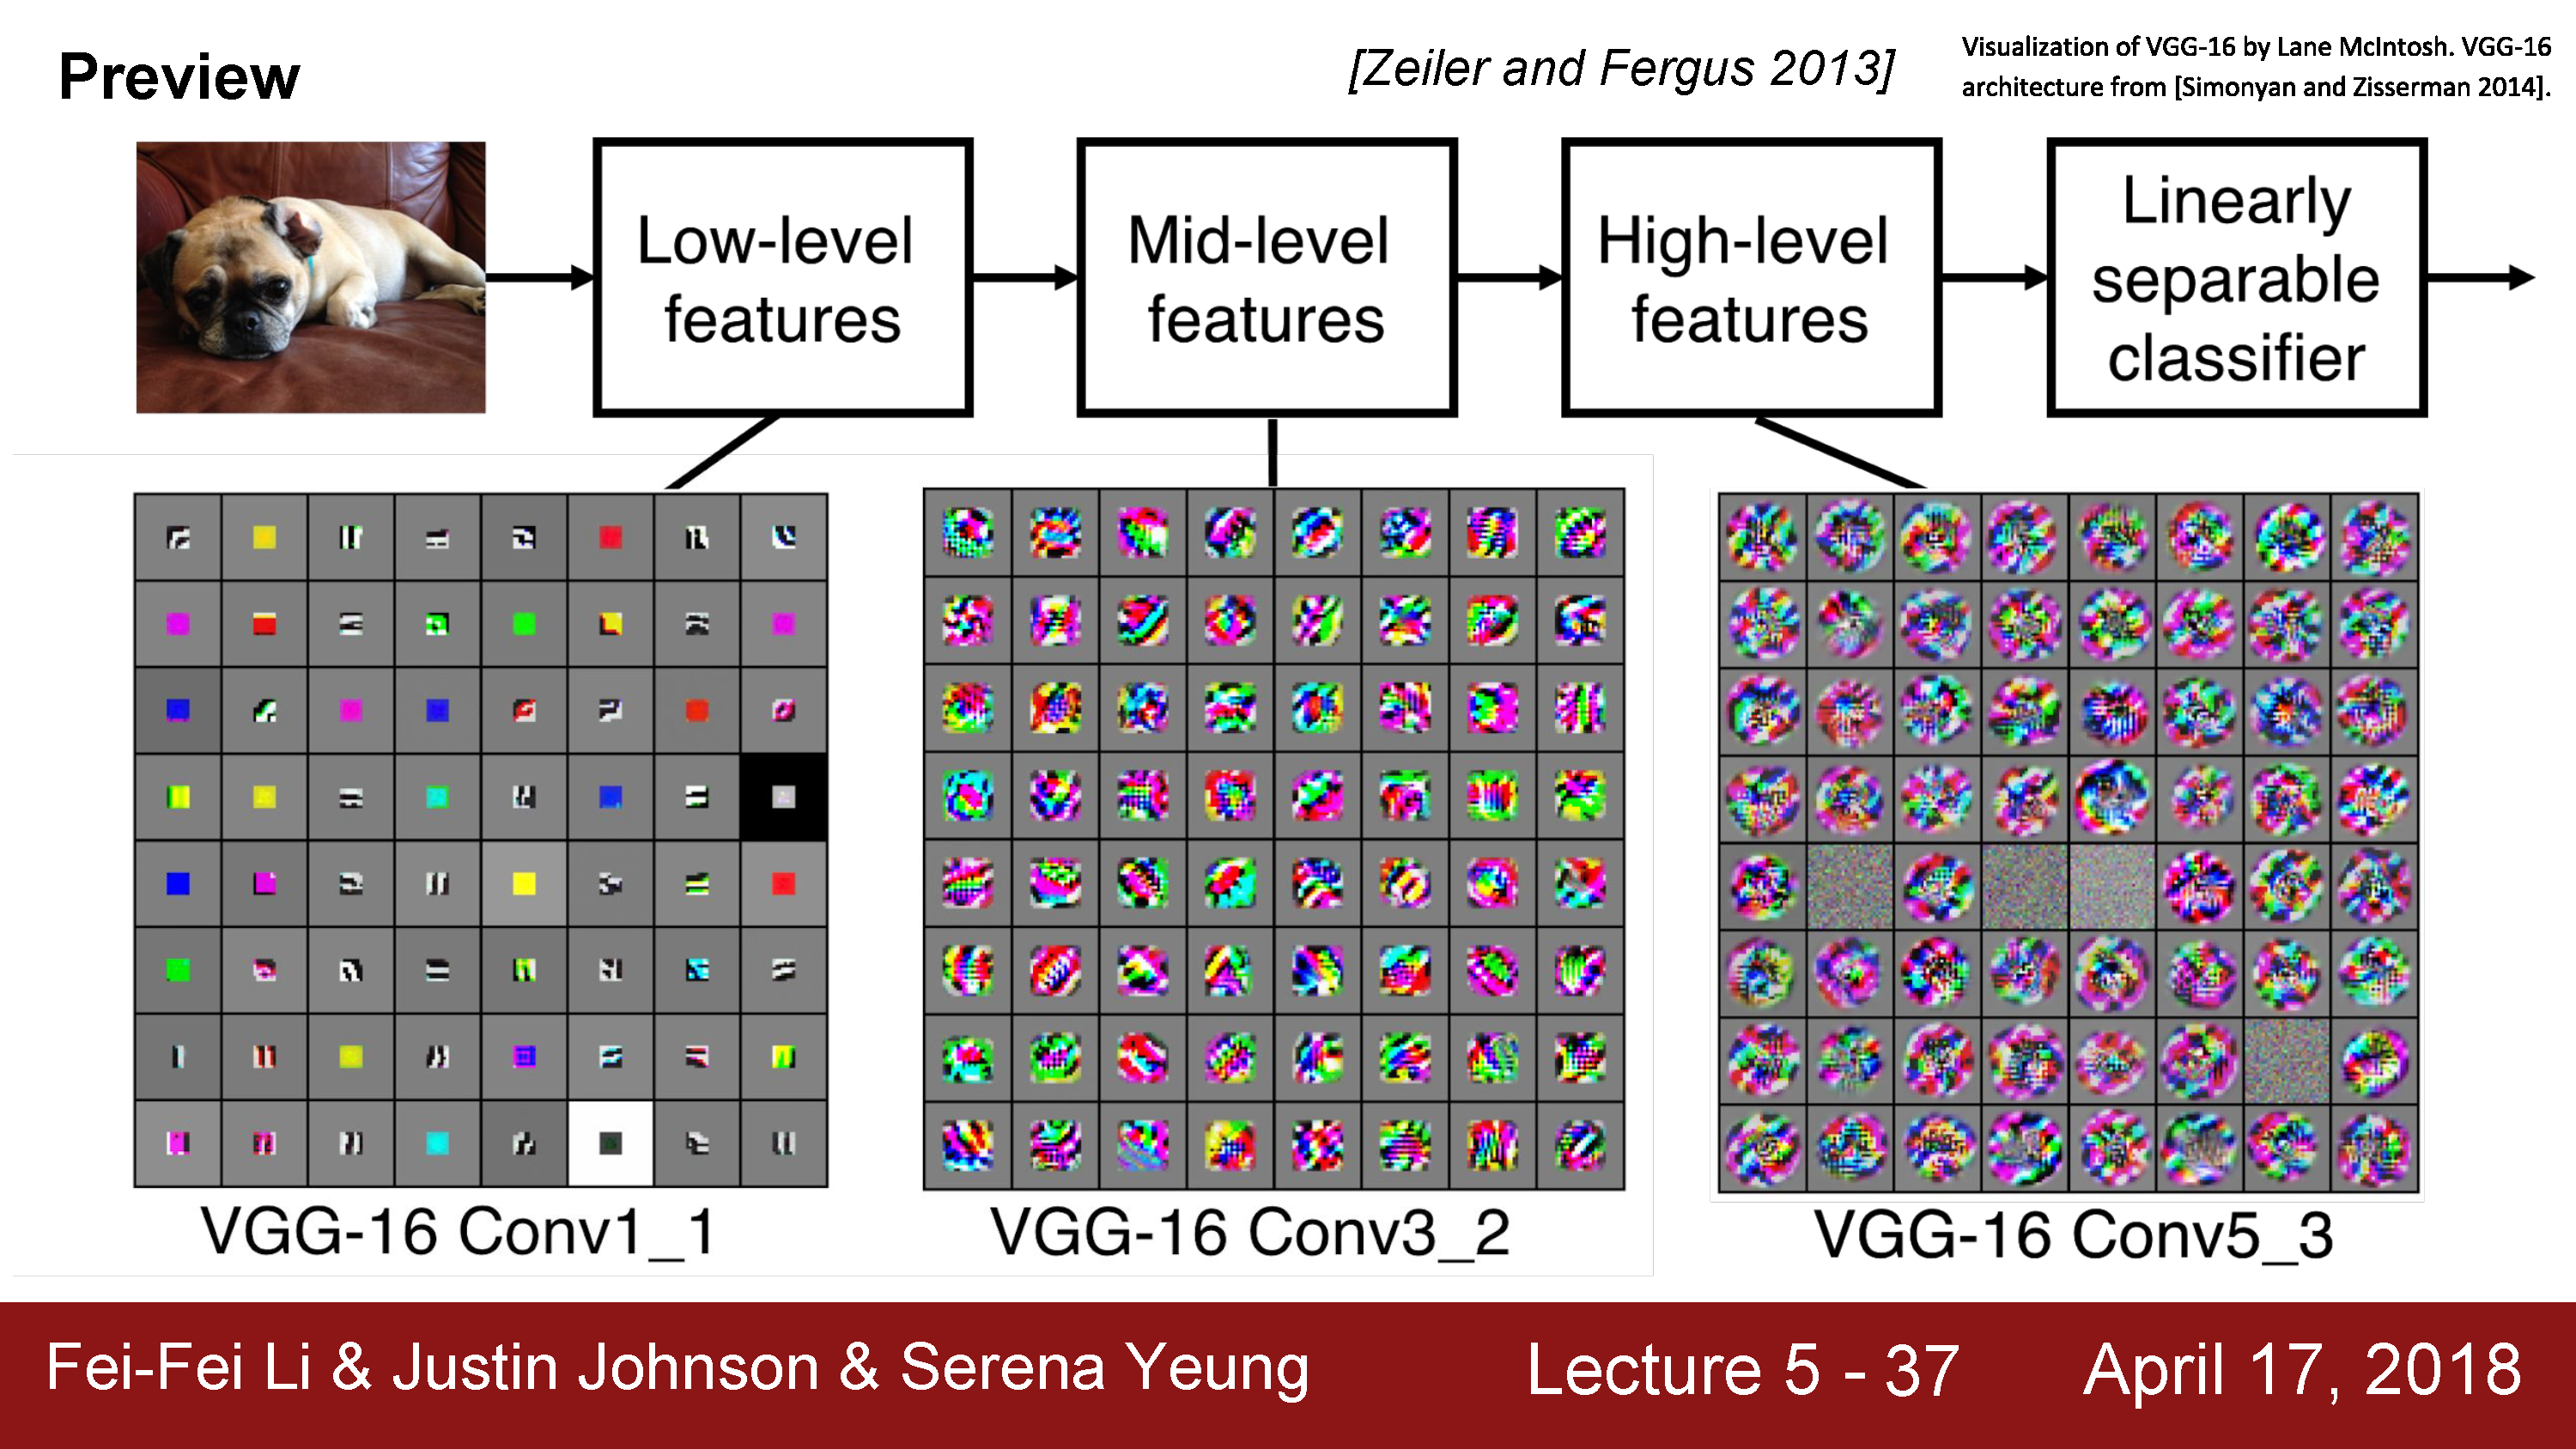 Preview
[Zeiler and Fergus 2013]
Visualization of VGG-16 by Lane McIntosh. VGG-16
architecture from [Simonyan and Zisserman 2014].
Low-level
features
Mid-level
features
High-level
features
Linearly
separable
classifier
VGG-16 Conv1_1
VGG-16 Conv3_2
VGG-16 Conv5_3
Fei-Fei Li & Justin Johnson & Serena Yeung
Lecture 5 - 37
April 17, 2018